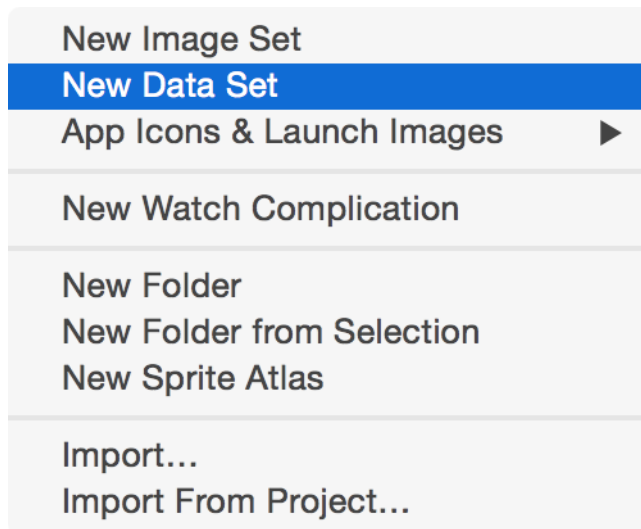 New Image Set
New Data Set
App Icons & Launch Images
New Watch Complication
New Folder
New Folder from Selection
New Sprite Atlas
Import...
Import From Project...